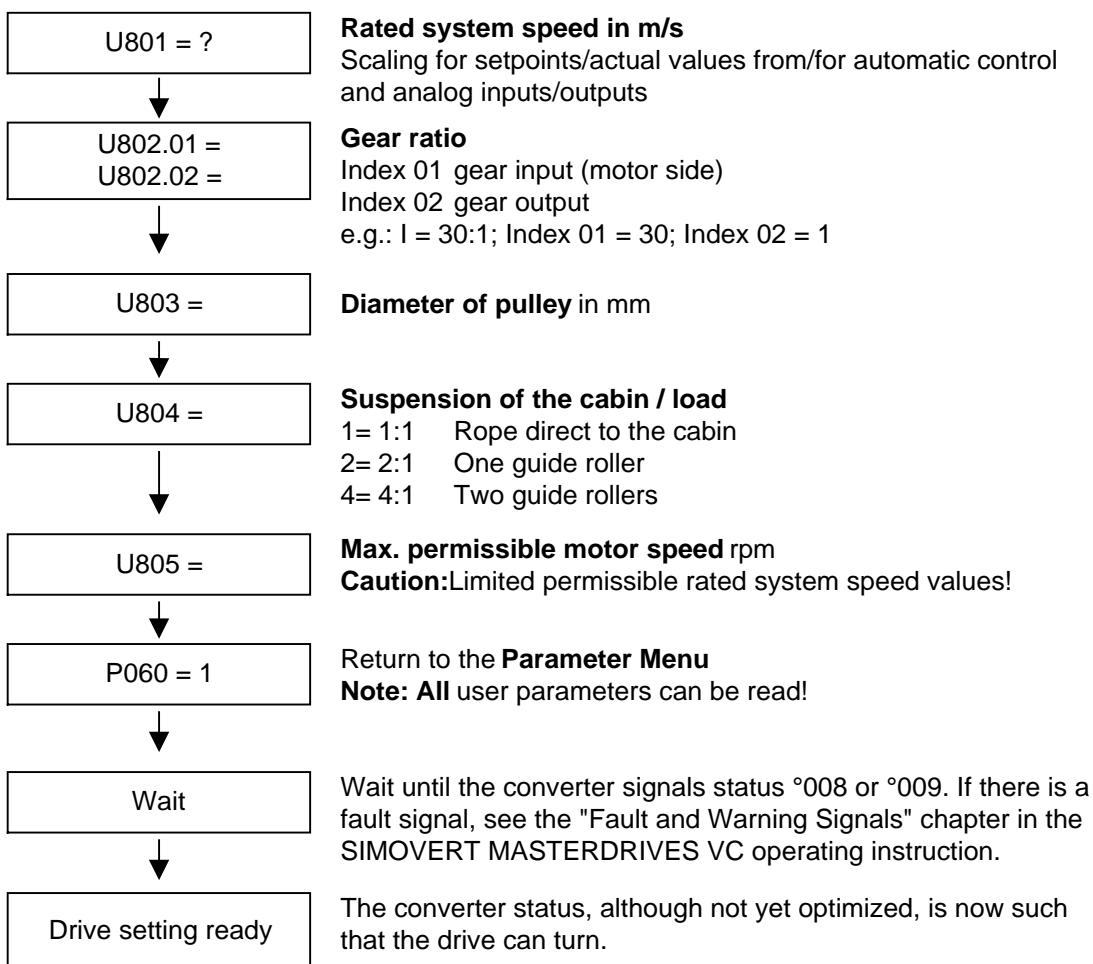 U801 = ?
Rated system speed in m/s
Scaling for setpoints/actual values from/for automatic control
and analog inputs/outputs
U802.01 =
U802.02 =
Gear ratio
Index 01 gear input (motor side)
Index 02 gear output
e.g.: I = 30:1; Index 01 = 30; Index 02 = 1
U803 =
Diameter of pulley in mm
U804 =
Suspension of the cabin / load
1= 1:1 Rope direct to the cabin
2= 2:1 One guide roller
4= 4:1 Two guide rollers
U805 =
Max. permissible motor speed rpm
Caution:Limited permissible rated system speed values!
P060 = 1
Return to the Parameter Menu
Note: All user parameters can be read!
Wait
Wait until the converter signals status °008 or °009. If there is a
fault signal, see the "Fault and Warning Signals" chapter in the
SIMOVERT MASTERDRIVES VC operating instruction.
Drive setting ready
The converter status, although not yet optimized, is now such
that the drive can turn.